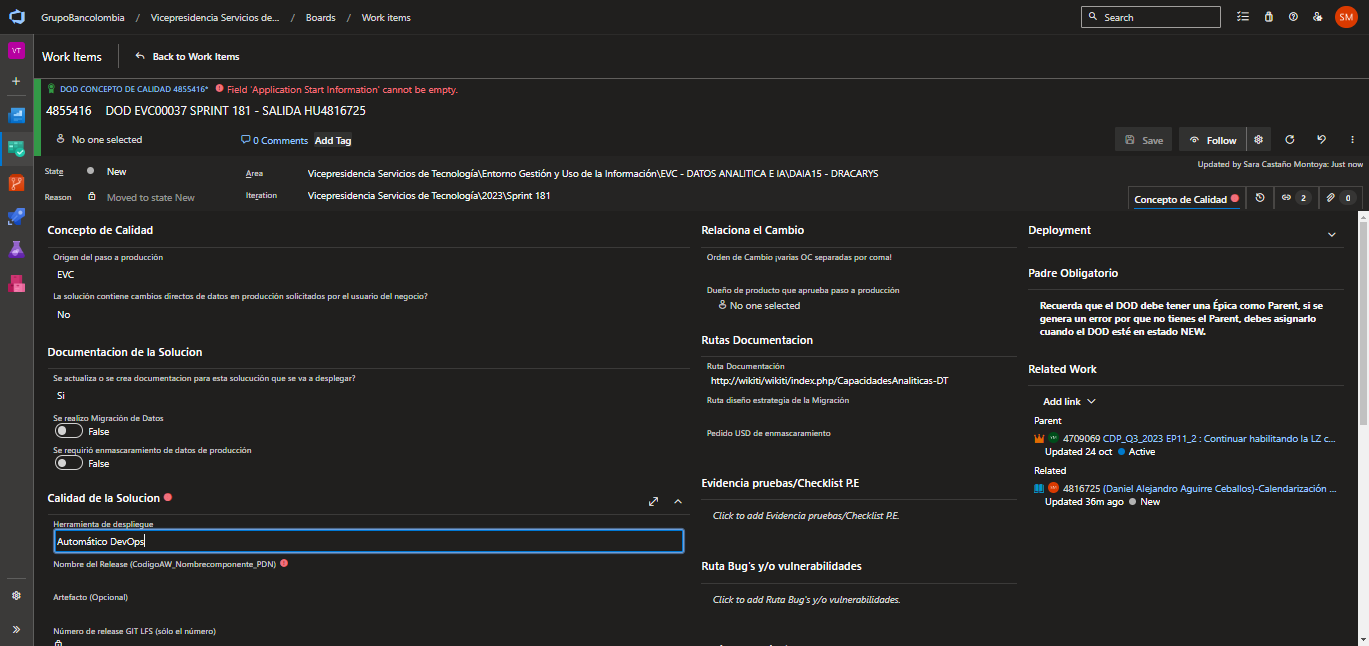 GrupoBancolombia / Vicepresidencia Servicios de... / Boards / Work items
Search
SM
VT
Work Items
Back to Work Items
DOD CONCEPTO DE CALIDAD 4855416*
Field 'Application Start Information' cannot be empty.
4855416 DOD EVC00037 SPRINT 181 - SALIDA HU4816725
No one selected
0 Comments
Add Tag
Save
Follow
Updated by Sara Castaño Montoya: Just now
State
New
Area
Vicepresidencia Servicios de Tecnología\Entorno Gestión y Uso de la Información\EVC - DATOS ANALITICA E IA\DAIA15 - DRACARYS
Reason
Moved to state New
Iteration
Vicepresidencia Servicios de Tecnología\2023\Sprint 181
Concepto de Calidad
2
0
Concepto de Calidad
Origen del paso a producción
EVC
La solución contiene cambios directos de datos en producción solicitados por el usuario del negocio?
No
Documentacion de la Solucion
Se actualiza o se crea documentacion para esta solucución que se va a desplegar?
Si
Se realizo Migración de Datos
False
Se requirió enmascaramiento de datos de producción
False
Calidad de la Solucion
Herramienta de despliegue
Automático DevOps
Nombre del Release (CodigoAW_Nombrecomponente_PDN)
Artefacto (Opcional)
Número de release GIT LFS (sólo el número)
Relaciona el Cambio
Orden de Cambio ¡varias OC separadas por coma!
Dueño de producto que aprueba paso a producción
No one selected
Rutas Documentacion
Ruta Documentación
http://wikiti/wikiti/index.php/CapacidadesAnaliticas-DT
Ruta diseño estrategia de la Migración
Pedido USD de enmascaramiento
Evidencia pruebas/Checklist P.E
Click to add Evidencia pruebas/Checklist P.E.
Ruta Bug's y/o vulnerabilidades
Click to add Ruta Bug's y/o vulnerabilidades.
Deployment
Padre Obligatorio
Recuerda que el DOD debe tener una Épica como Parent, si se
genera un error por que no tienes el Parent, debes asignarlo
cuando el DOD esté en estado NEW.
Related Work
Add link
Parent
4709069 CDP_Q3_2023 EP11_2 : Continuar habilitando la LZ c...
Updated 24 oct
Active
Related
4816725 (Daniel Alejandro Aguirre Ceballos)-Calendarización ...
Updated 36m ago
New